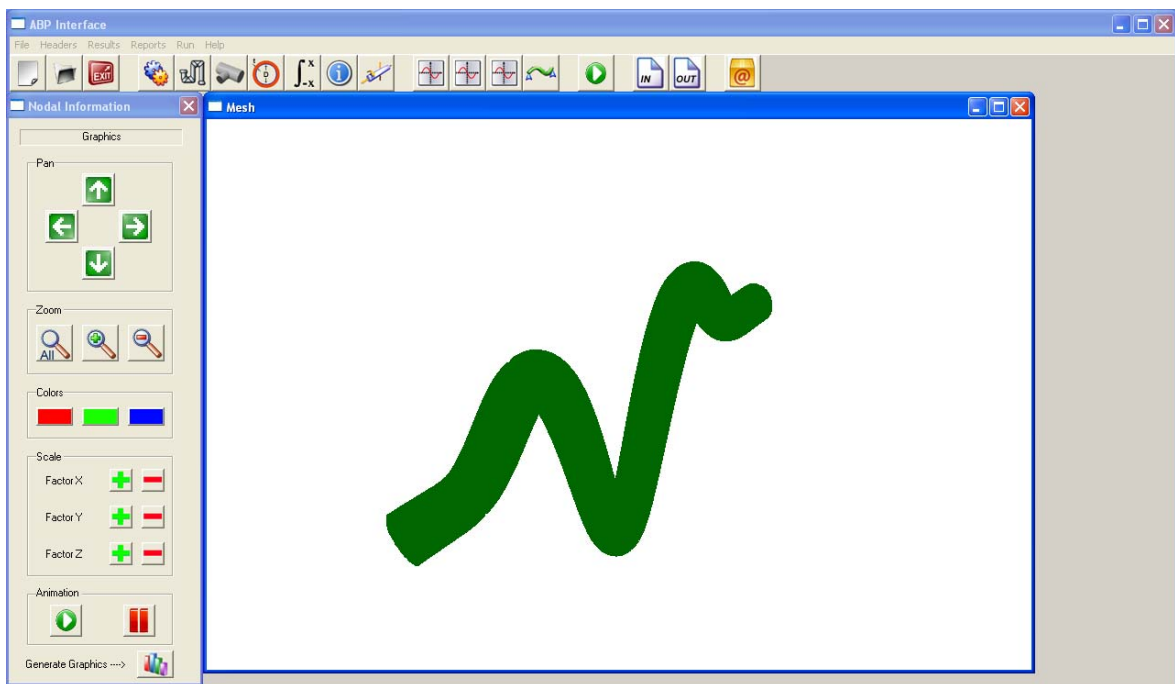 ABP Interface
File Headers Results Reports Run Help
EXIT
x
-x
i
IN
OUT
@
Nodal Information
Mesh
Graphics
Pan
Zoom
All
Colors
Scale
Factor X
Factor Y
Factor Z
Animation
Generate Graphics ---->